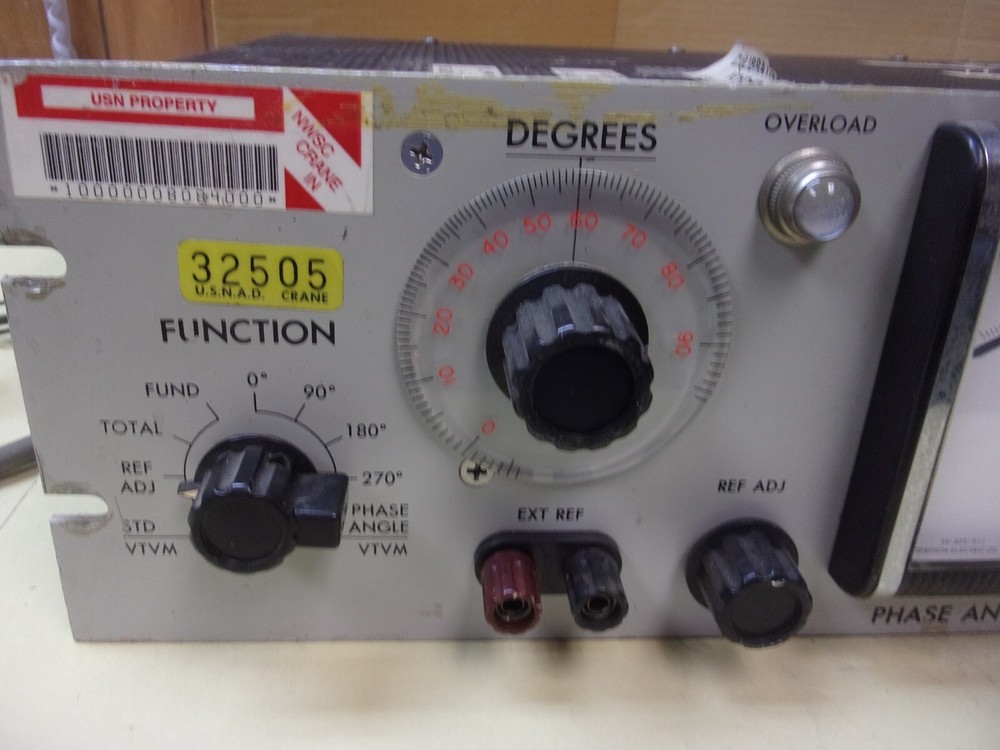 USN PROPERTY
NWSC
CRANE
IN
*10000008084000*
32505
U.S.N.A.D. CRANE
FUNCTION
FUND
0°
90°
TOTAL
180°
REF
ADJ
270°
STD
PHASE
ANGLE
VTVM
VTVM
DEGREES
0
10
20
30
40
50
60
70
80
90
OVERLOAD
EXT REF
REF ADJ
PHASE AN